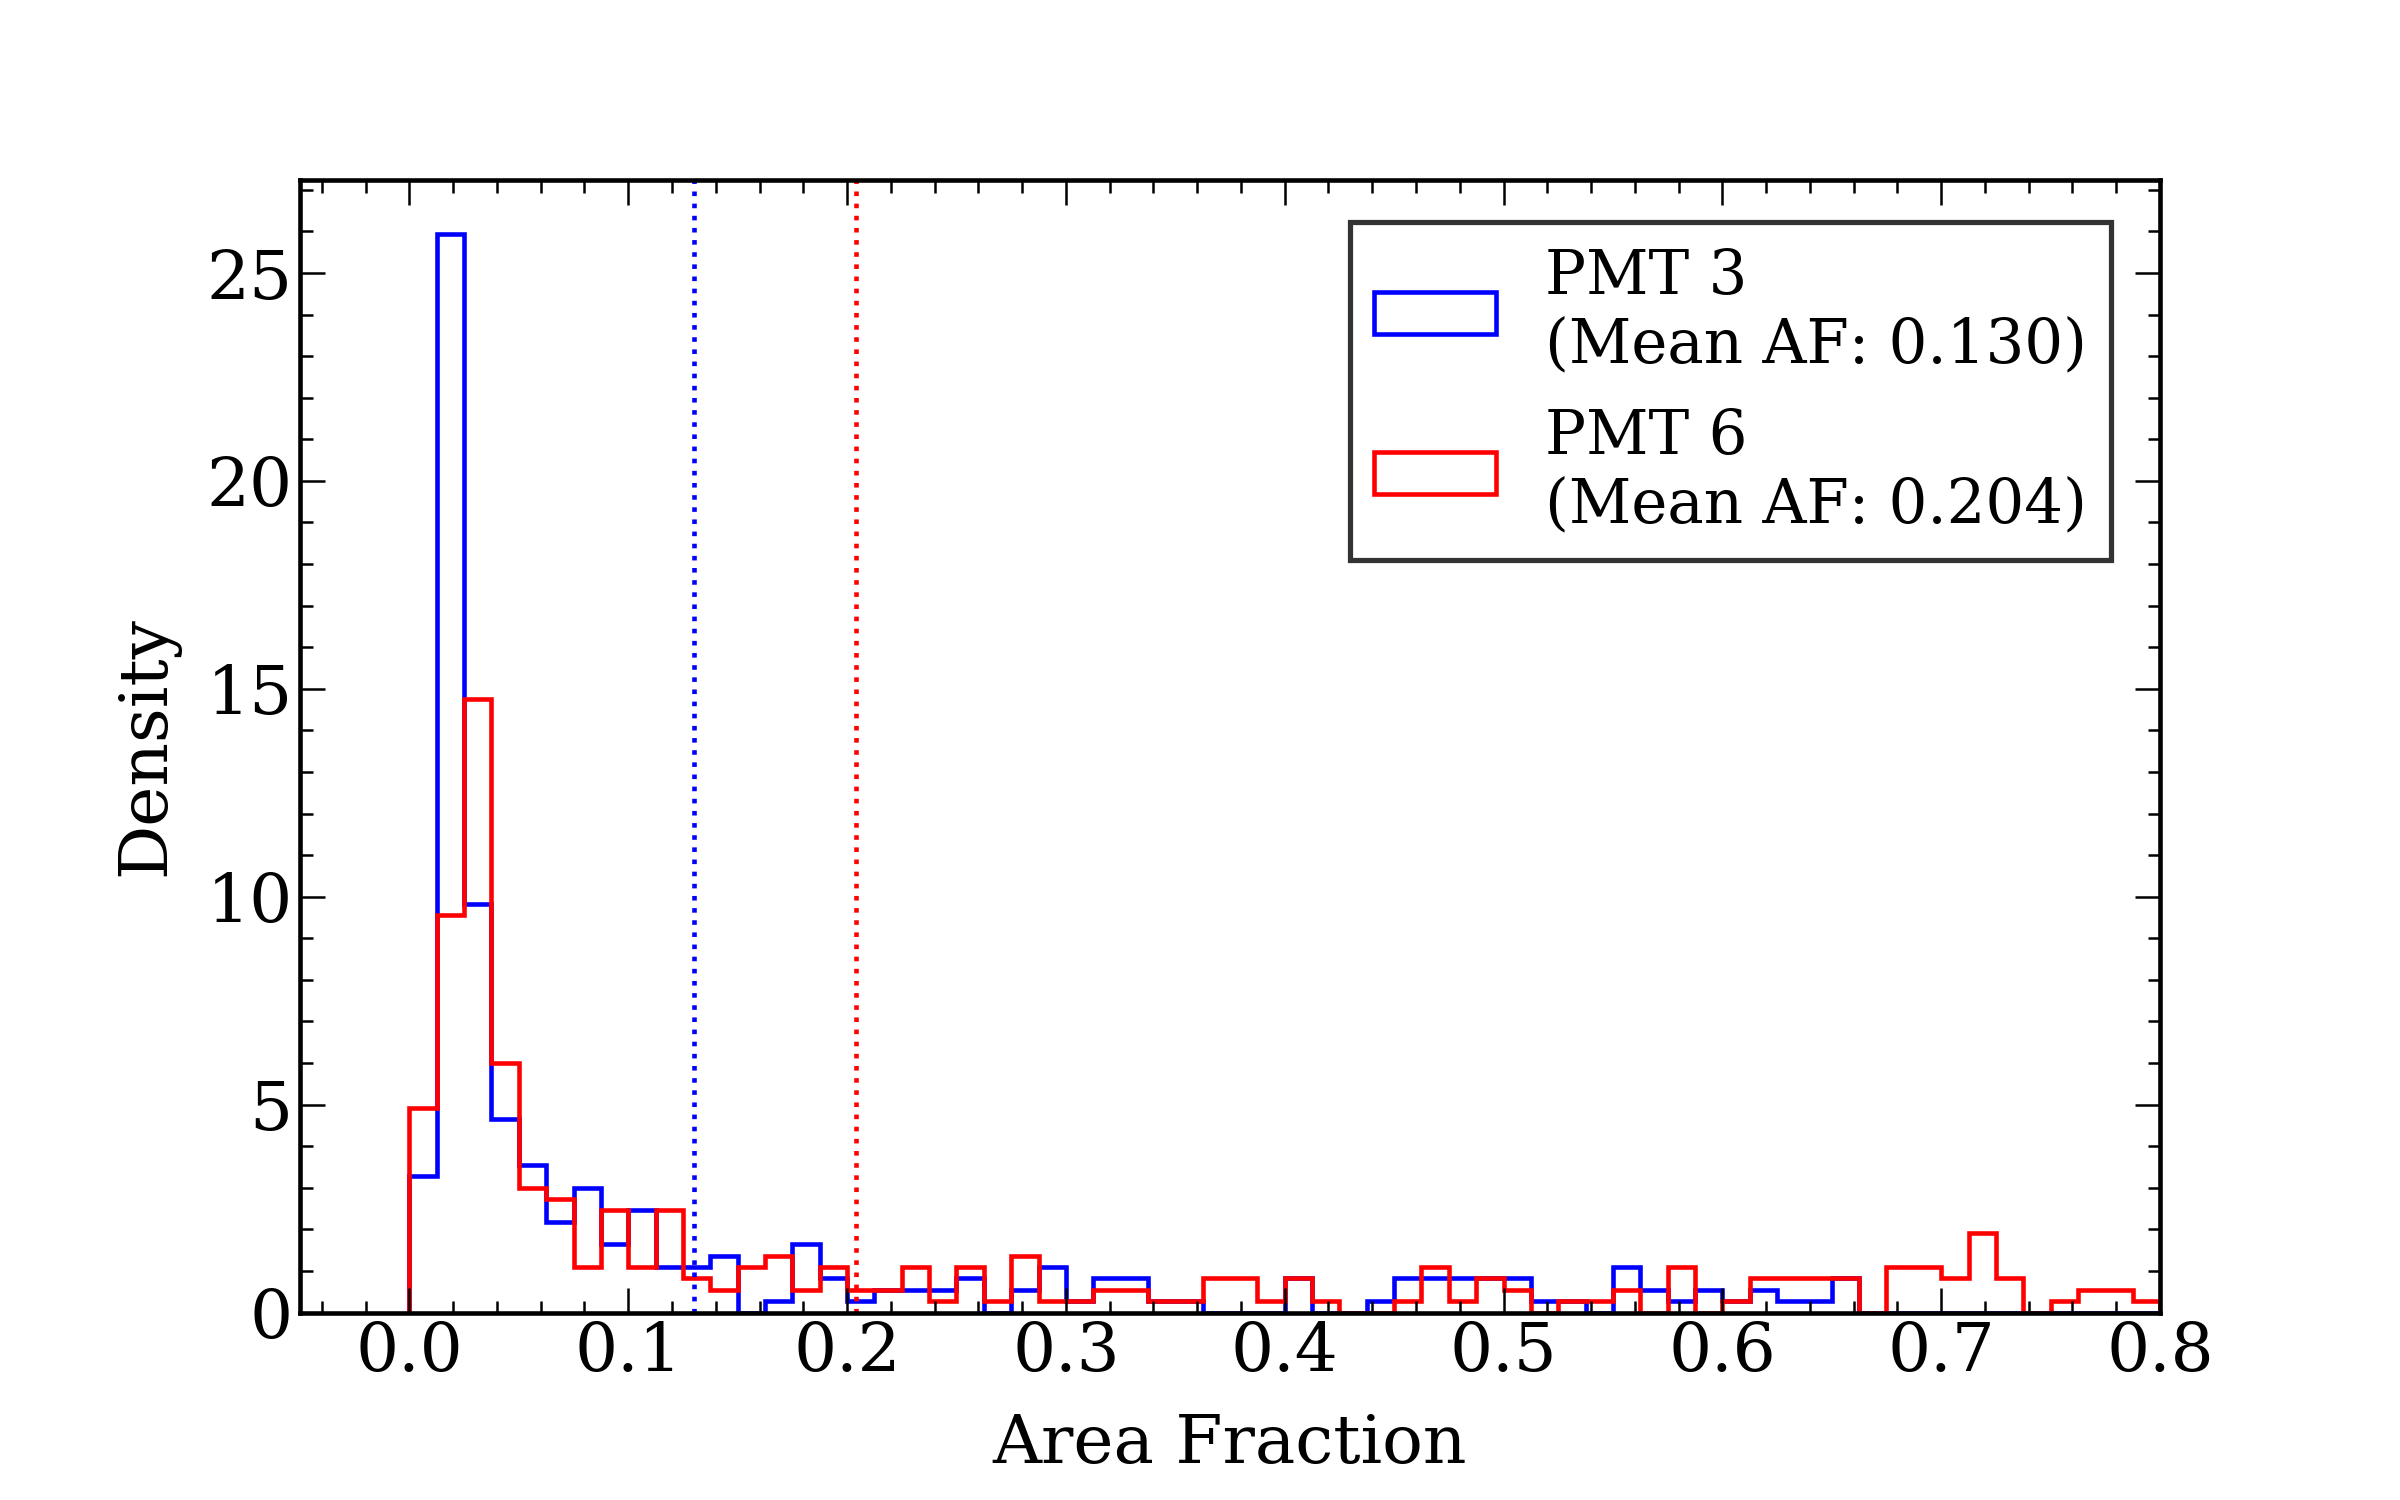 PMT 3
(Mean AF: 0.130)
PMT 6
(Mean AF: 0.204)
25
20
15
10
5
0
Density
0.0 0.1 0.2 0.3 0.4 0.5 0.6 0.7 0.8
Area Fraction